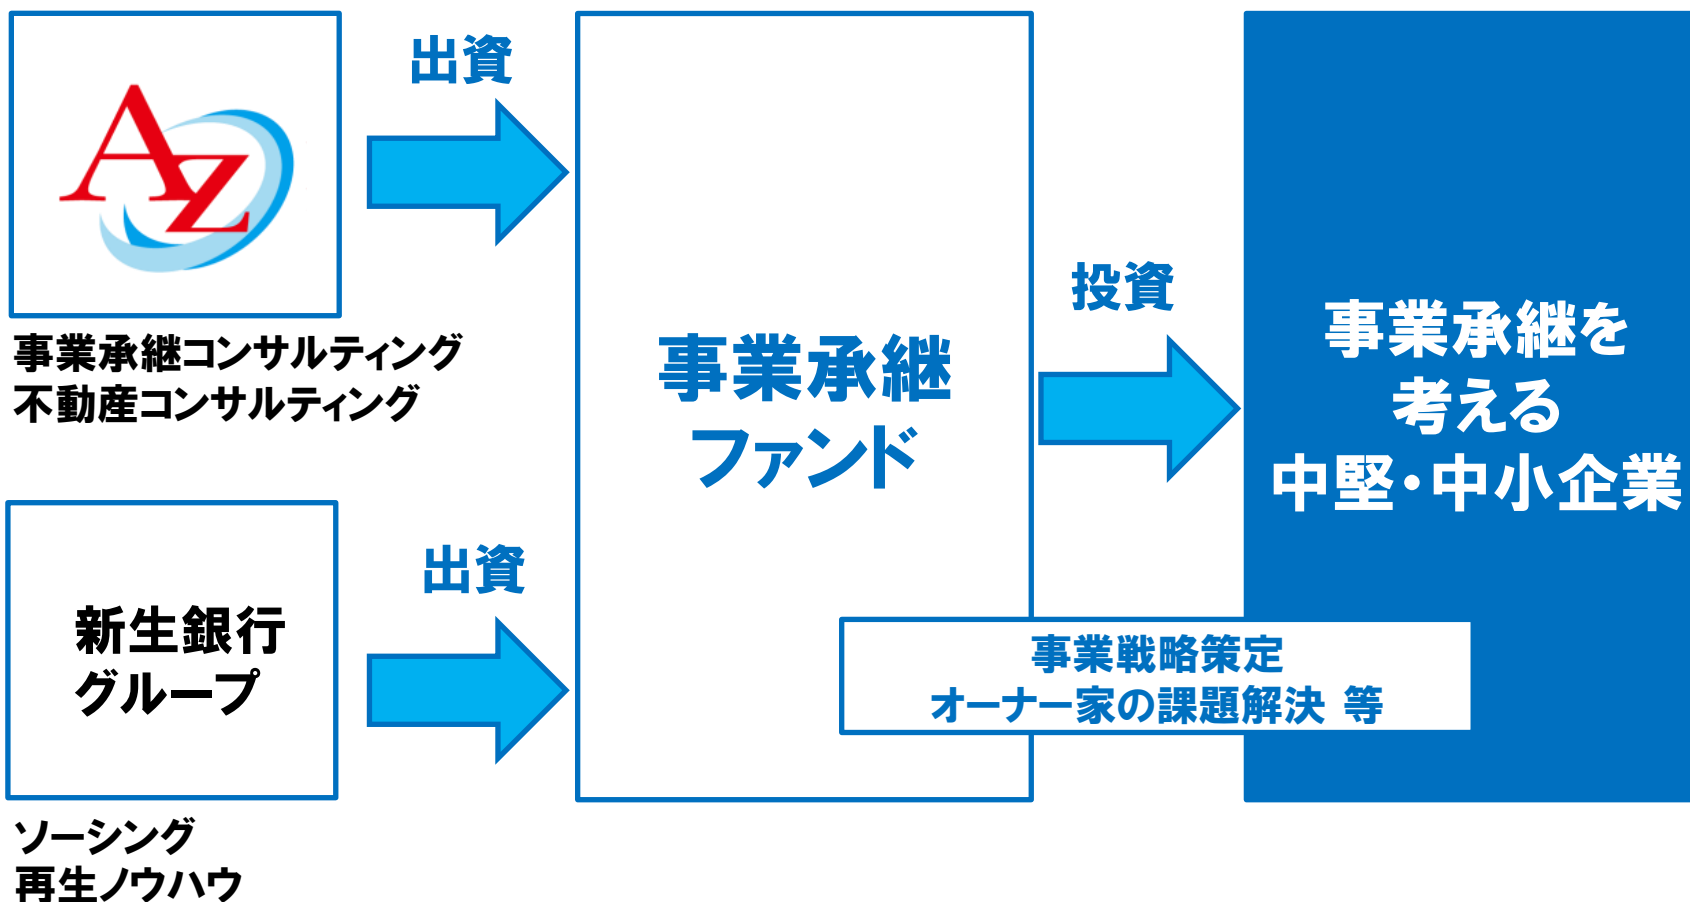 AZ
出資
事業承継コンサルティング
不動産コンサルティング
新生銀行
グループ
出資
ソーシング
再生ノウハウ
事業承継
ファンド
投資
事業承継を
考える
中堅・中小企業
事業戦略策定
オーナー家の課題解決 等